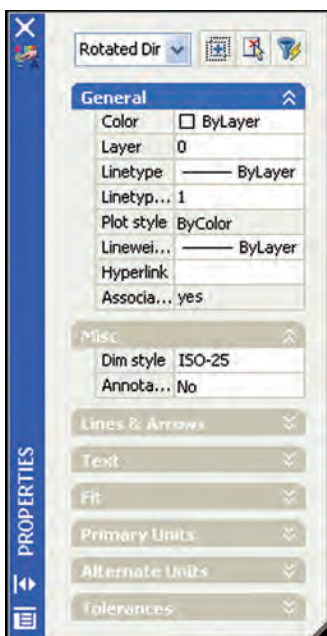 Rotated Dir
General
Color ByLayer
Layer 0
Linetype ByLayer
Linetyp... 1
Plot style ByColor
Linewei... ByLayer
Hyperlink
Associa... yes
Misc
Dim style ISO-25
Annota... No
Lines & Arrows
Text
Fit
Primary Units
Alternate Units
Tolerances
PROPERTIES